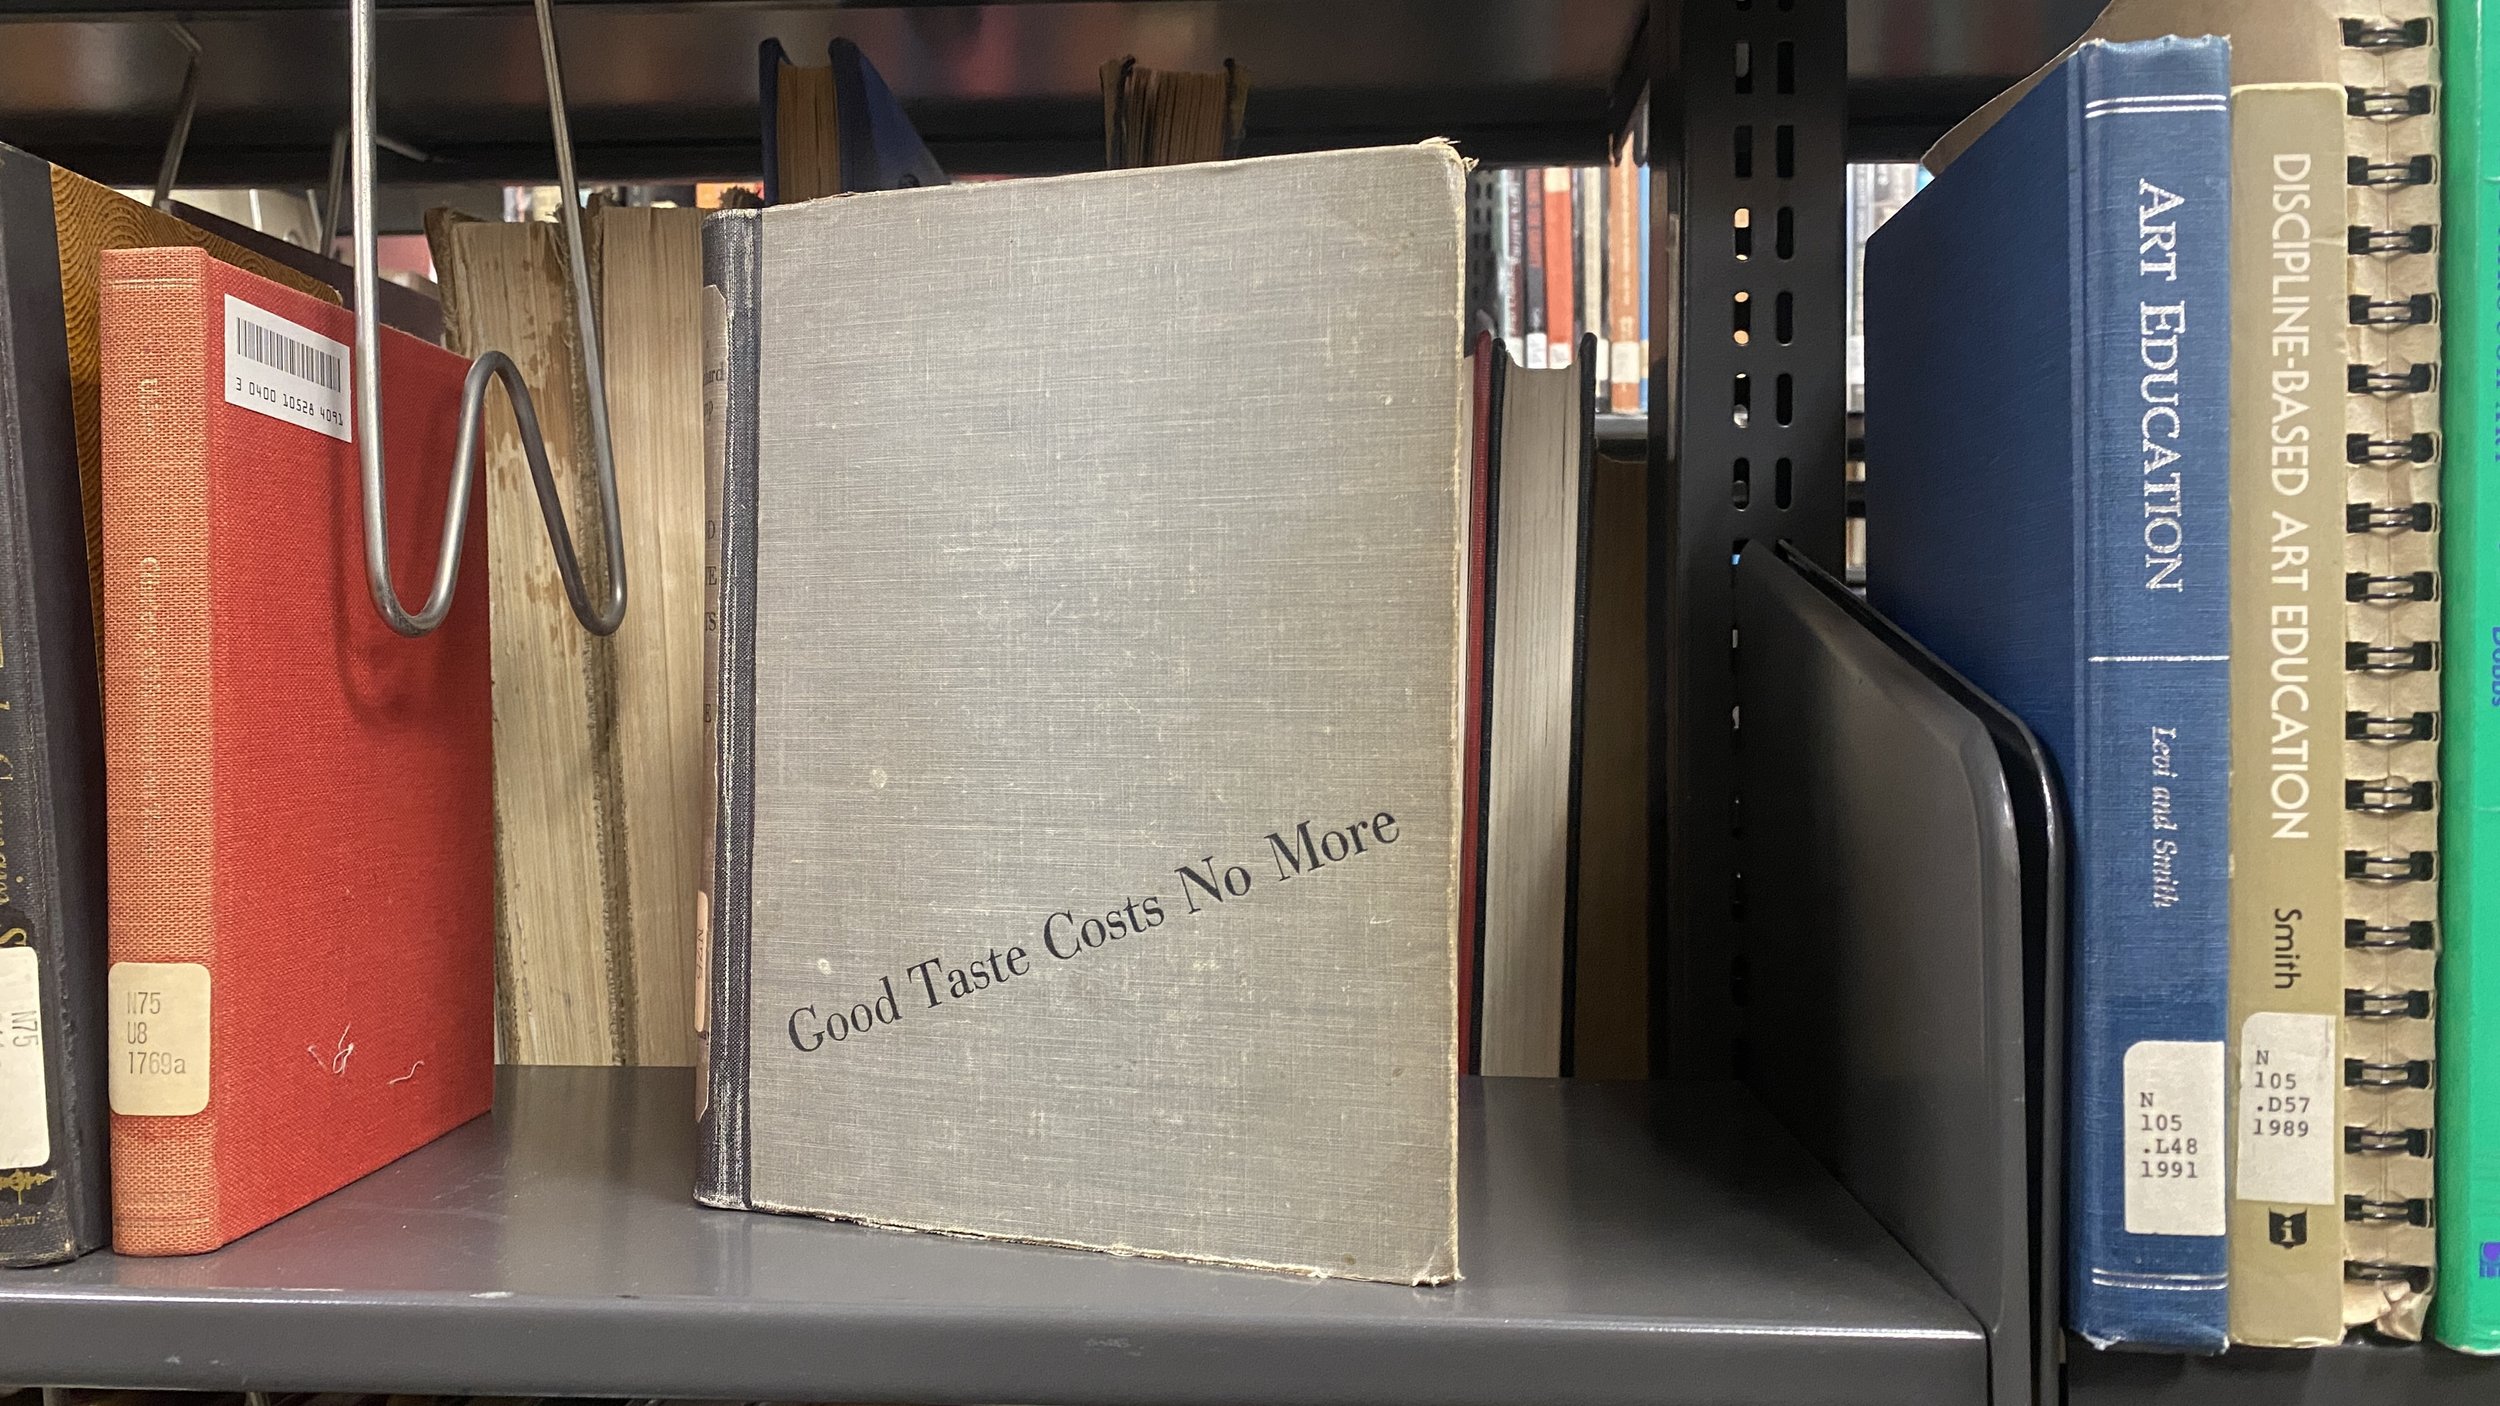 N75
3 0400 10528 4091
N75
U8
1769a
Good Taste Costs No More
ART EDUCATION
Levi and Smith
N
105
.L48
1991
DISCIPLINE-BASED ART EDUCATION
Smith
N
105
.D57
1989
DOBBS